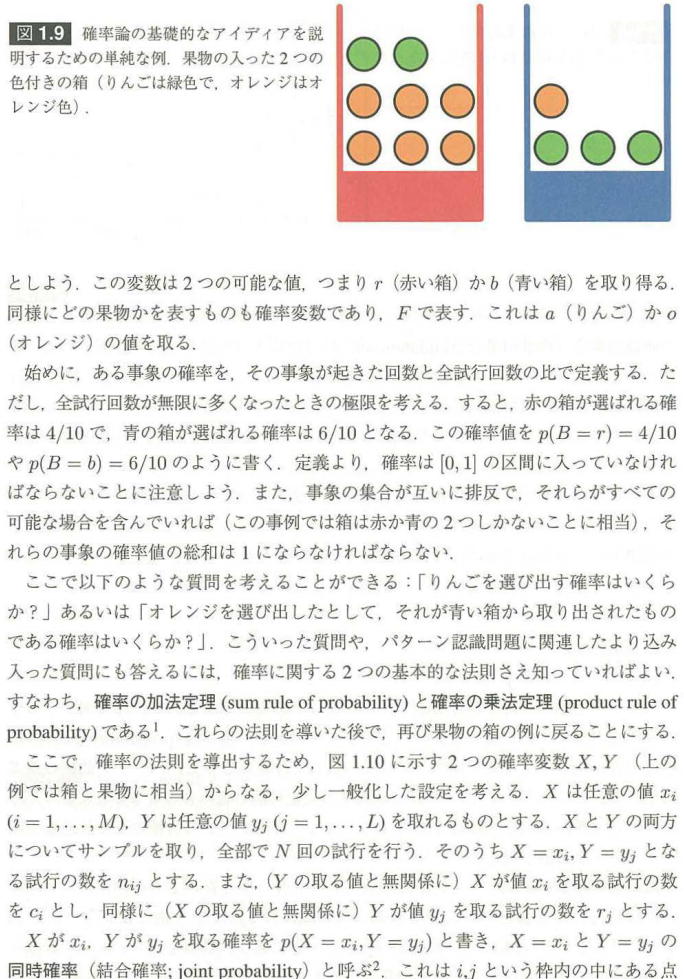 図 1.9 確率論の基礎的なアイディアを説
明するための単純な例．果物の入った2つの
色付きの箱（りんごは緑色で，オレンジはオ
レンジ色）．
としよう．この変数は2つの可能な値，つまり r（赤い箱）か b（青い箱）を取り得る．
同様にどの果物かを表すものも確率変数であり，F で表す．これは a（りんご）か o
（オレンジ）の値を取る．
始めに，ある事象の確率を，その事象が起きた回数と全試行回数の比で定義する．た
だし，全試行回数が無限に多くなったときの極限を考える．すると，赤の箱が選ばれる確
率は 4/10 で，青の箱が選ばれる確率は 6/10 となる．この確率値を p(B = r) = 4/10
や p(B = b) = 6/10 のように書く．定義より，確率は [0, 1] の区間に入っていなけれ
ばならないことに注意しよう．また，事象の集合が互いに排反で，それらがすべての
可能な場合を含んでいれば（この事例では箱は赤か青の2つしかないことに相当），そ
れらの事象の確率値の総和は1にならなければならない．
ここで以下のような質問を考えることができる：「りんごを選び出す確率はいくら
か？」あるいは「オレンジを選び出したとして，それが青い箱から取り出されたもの
である確率はいくらか？」．こういった質問や，パターン認識問題に関連したより込み
入った質問にも答えるには，確率に関する2つの基本的な法則さえ知っていればよい．
すなわち，確率の加法定理 (sum rule of probability) と確率の乗法定理 (product rule of
probability) である¹．これらの法則を導いた後で，再び果物の箱の例に戻ることにする．
ここで，確率の法則を導出するため，図 1.10 に示す2つの確率変数 X, Y （上の
例では箱と果物に相当）からなる，少し一般化した設定を考える．X は任意の値 xᵢ
(i = 1, . . . , M), Y は任意の値 yⱼ (j = 1, . . . , L) を取れるものとする．X と Y の両方
についてサンプルを取り，全部で N 回の試行を行う．そのうち X = xᵢ, Y = yⱼ とな
る試行の数を nᵢⱼ とする．また，(Y の取る値と無関係に）X が値 xᵢ を取る試行の数
を cᵢ とし，同様に（X の取る値と無関係に）Y が値 yⱼ を取る試行の数を rⱼ とする．
X が xᵢ, Y が yⱼ を取る確率を p(X = xᵢ, Y = yⱼ) と書き，X = xᵢ と Y = yⱼ の
同時確率（結合確率; joint probability）と呼ぶ²．これは i,j という枠内の中にある点